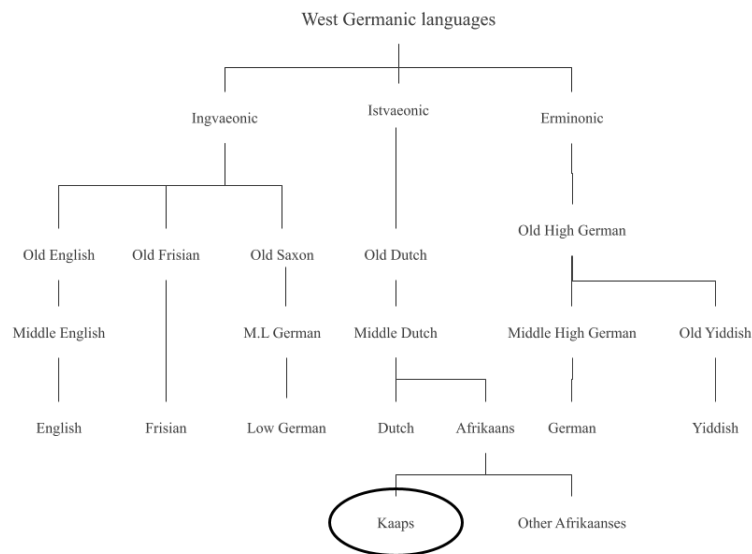 West Germanic languages
Ingvaeonic Istvaeonic Erminonic
Old High German
Old English Old Frisian Old Saxon Old Dutch
Middle English M.L German Middle Dutch Middle High German Old Yiddish
English Frisian Low German Dutch Afrikaans German Yiddish
Kaaps Other Afrikaanses